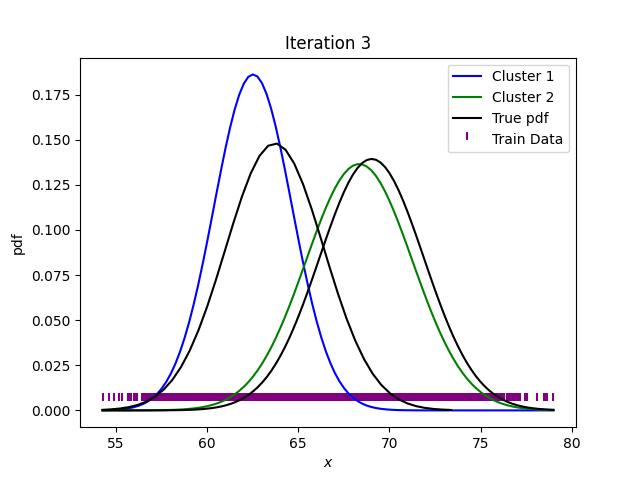 Iteration 3
Cluster 1
Cluster 2
True pdf
Train Data
pdf
0.175
0.150
0.125
0.100
0.075
0.050
0.025
0.000
55 60 65 70 75 80
x